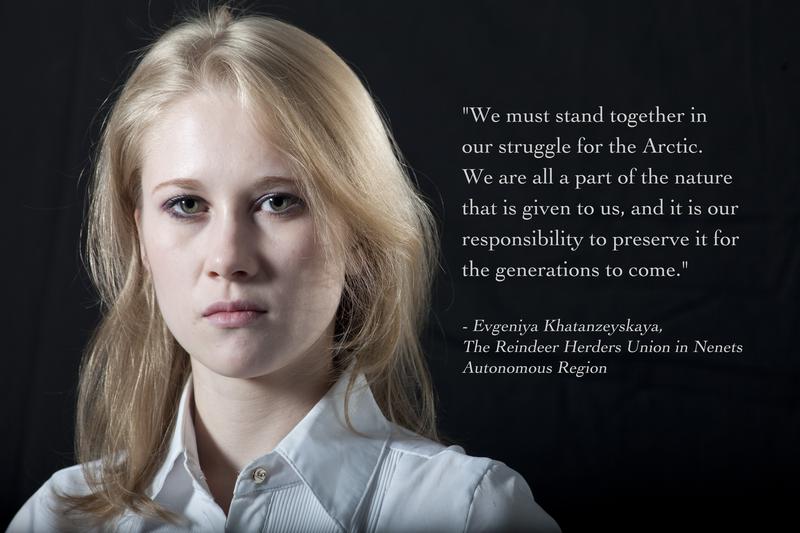 "We must stand together in
our struggle for the Arctic.
We are all a part of the nature
that is given to us, and it is our
responsibility to preserve it for
the generations to come."
- Evgeniya Khatanzeyskaya,
The Reindeer Herders Union in Nenets
Autonomous Region